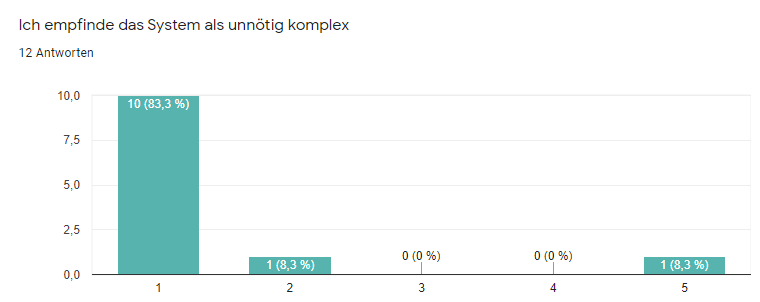 Ich empfinde das System als unnötig komplex
12 Antworten
10,0
7,5
5,0
2,5
0,0
10 (83,3 %)
1 (8,3 %)
0 (0 %)
0 (0 %)
1 (8,3 %)
1
2
3
4
5